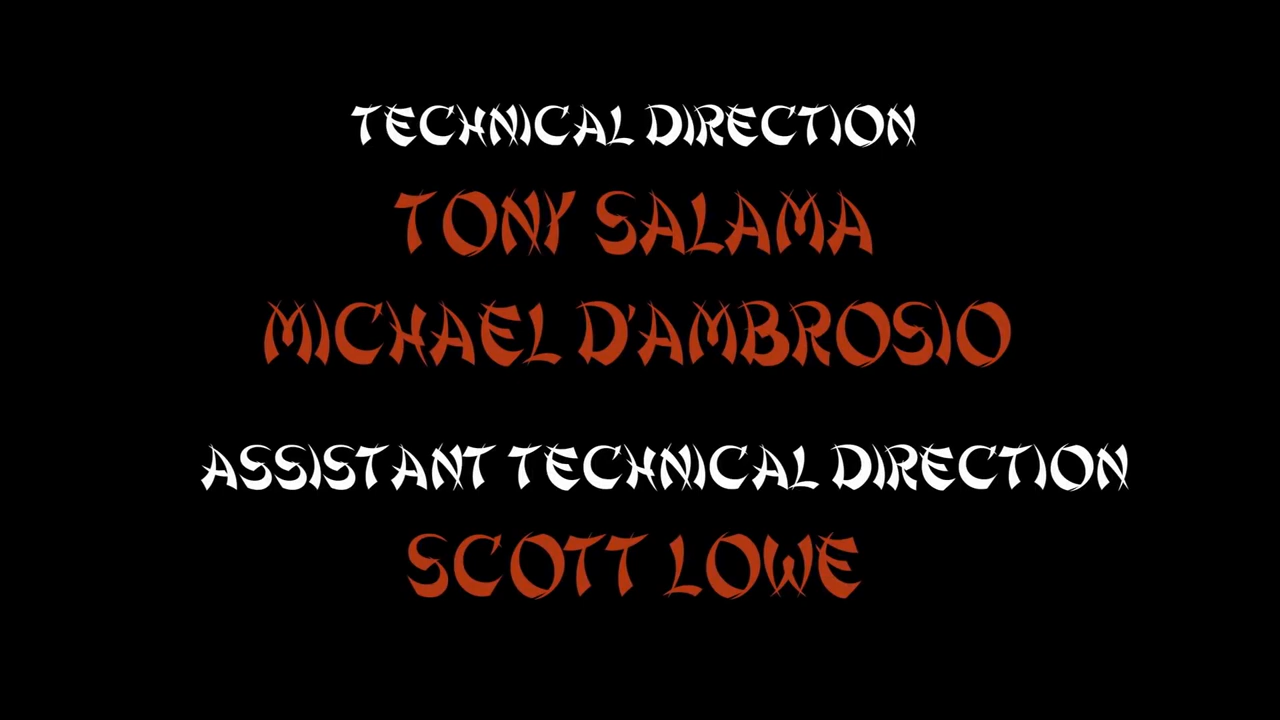 TECHNICAL DIRECTION
TONY SALAMA
MICHAEL D'AMBROSIO
ASSISTANT TECHNICAL DIRECTION
SCOTT LOWE